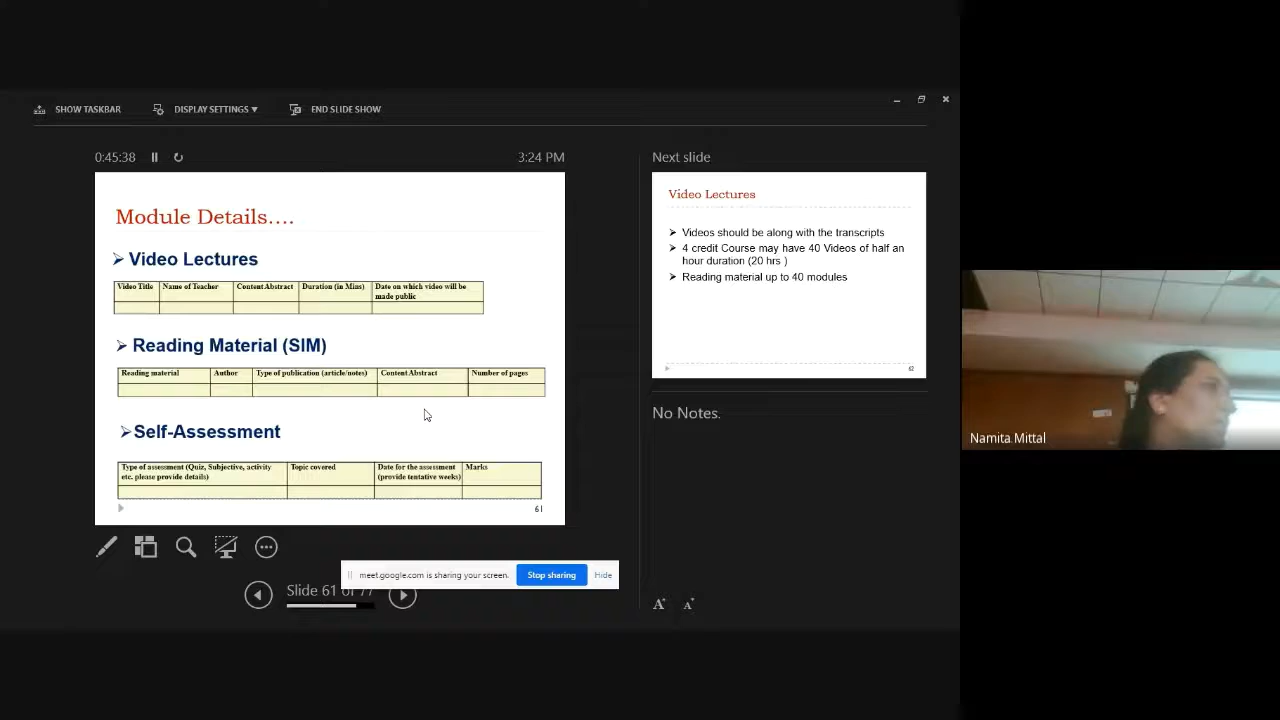 SHOW TASKBAR DISPLAY SETTINGS ▼ END SLIDE SHOW
0:45:38 3:24 PM
Module Details....
➢ Video Lectures
Video Title Name of Teacher Content Abstract Duration (in Mins) Date on which video will be
made public
➢ Reading Material (SIM)
Reading material Author Type of publication (article/notes) Content Abstract Number of pages
➢Self-Assessment
Type of assessment (Quiz, Subjective, activity
etc. please provide details)
Topic covered
Date for the assessment
(provide tentative weeks)
Marks
61
meet.google.com is sharing your screen. Stop sharing Hide
Slide 61 of 77
Next slide
Video Lectures
➢ Videos should be along with the transcripts
➢ 4 credit Course may have 40 Videos of half an
hour duration (20 hrs )
➢ Reading material up to 40 modules
62
No Notes.
A A
Namita Mittal